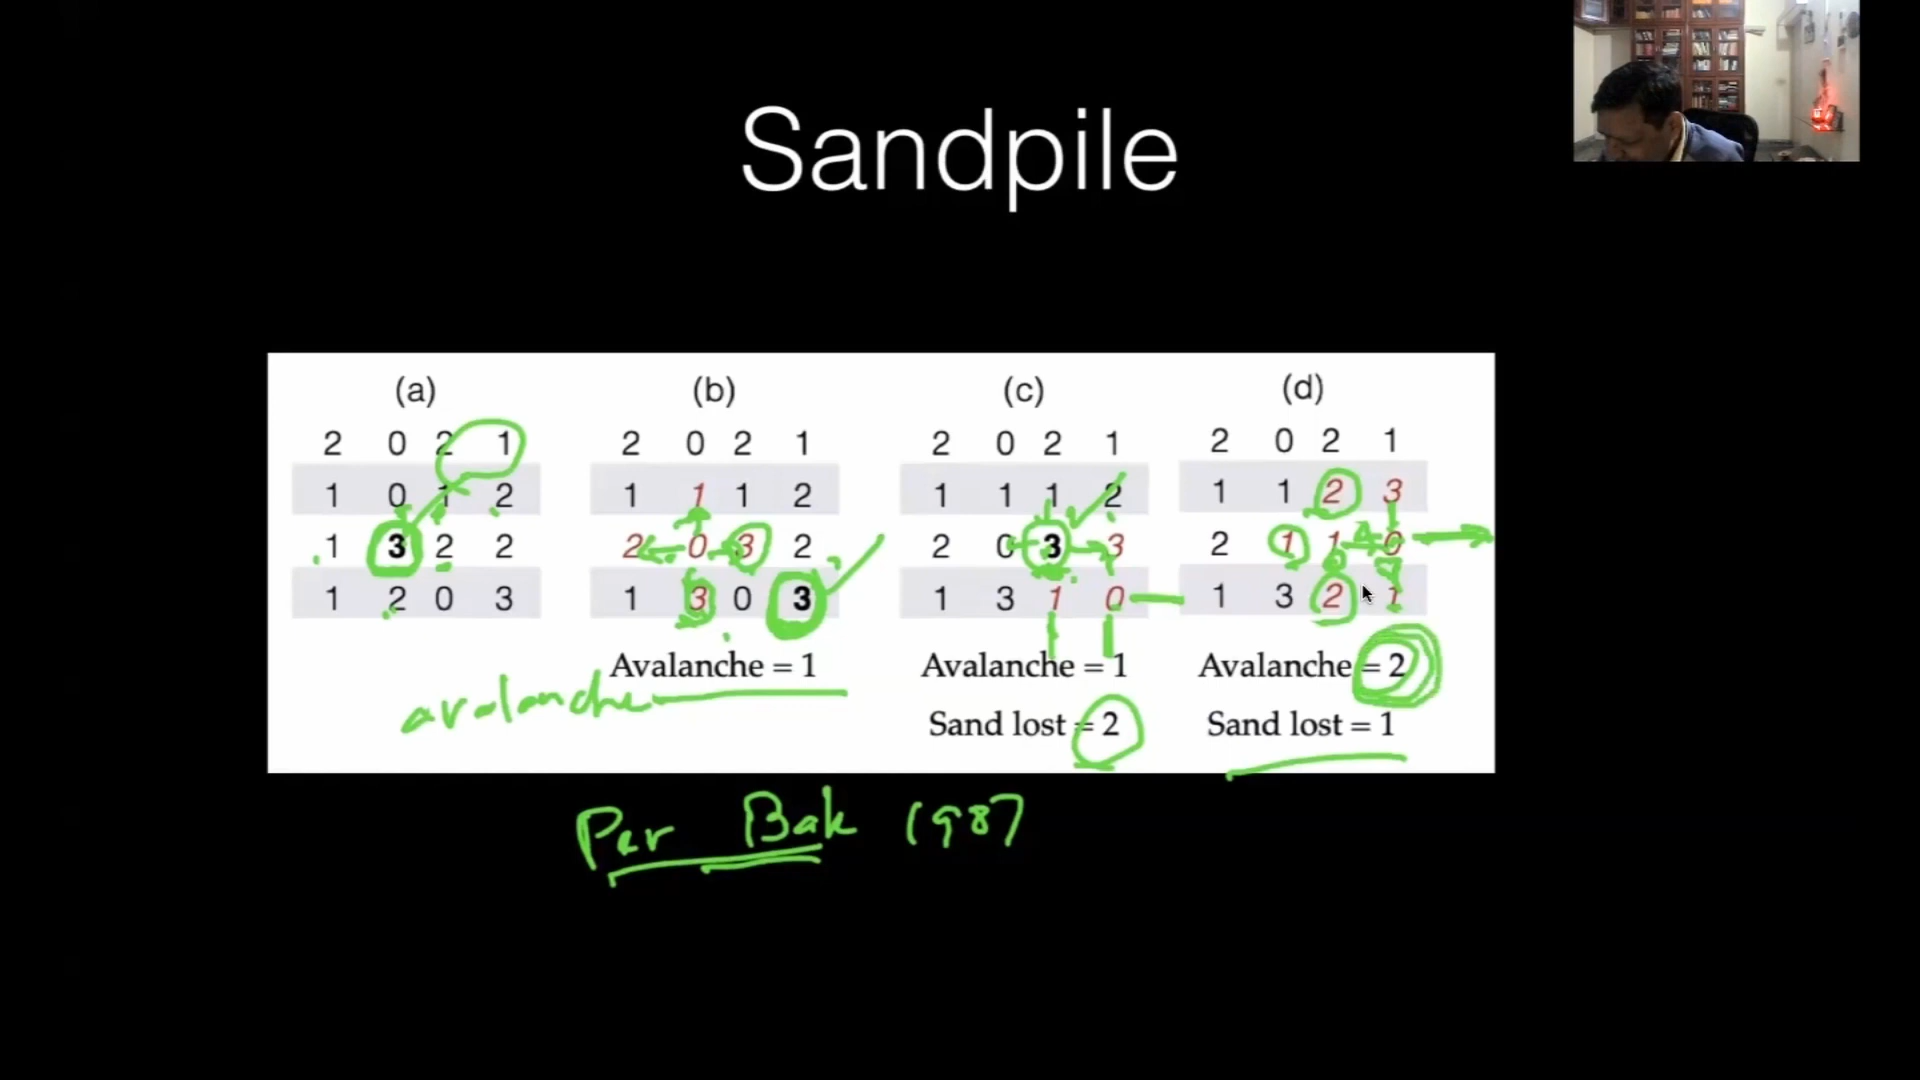 Sandpile
(a) (b) (c) (d)
2 0 2 1 2 0 2 1 2 0 2 1 2 0 2 1
1 0 1 2 1 1 1 2 1 1 1 2 1 1 2 3
1 3 2 2 2 0 3 2 2 0 3 3 2 1 1 0
1 2 0 3 1 3 0 3 1 3 1 0 1 3 2 1
Avalanche = 1 Avalanche = 1 Avalanche = 2
avalanche
Sand lost = 2 Sand lost = 1
Per Bak 1987